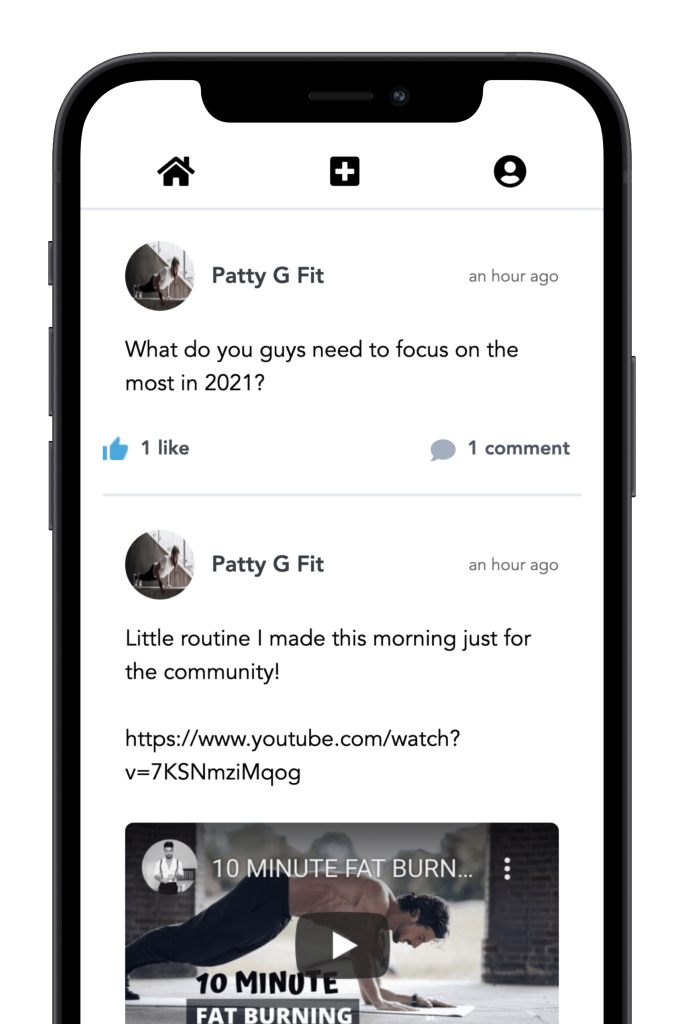 Patty G Fit
an hour ago
What do you guys need to focus on the
most in 2021?
1 like
1 comment
Patty G Fit
an hour ago
Little routine I made this morning just for
the community!
https://www.youtube.com/watch?
v=7KSNmziMqog
10 MINUTE FAT BURN...
10 MINUTE
FAT BURNING